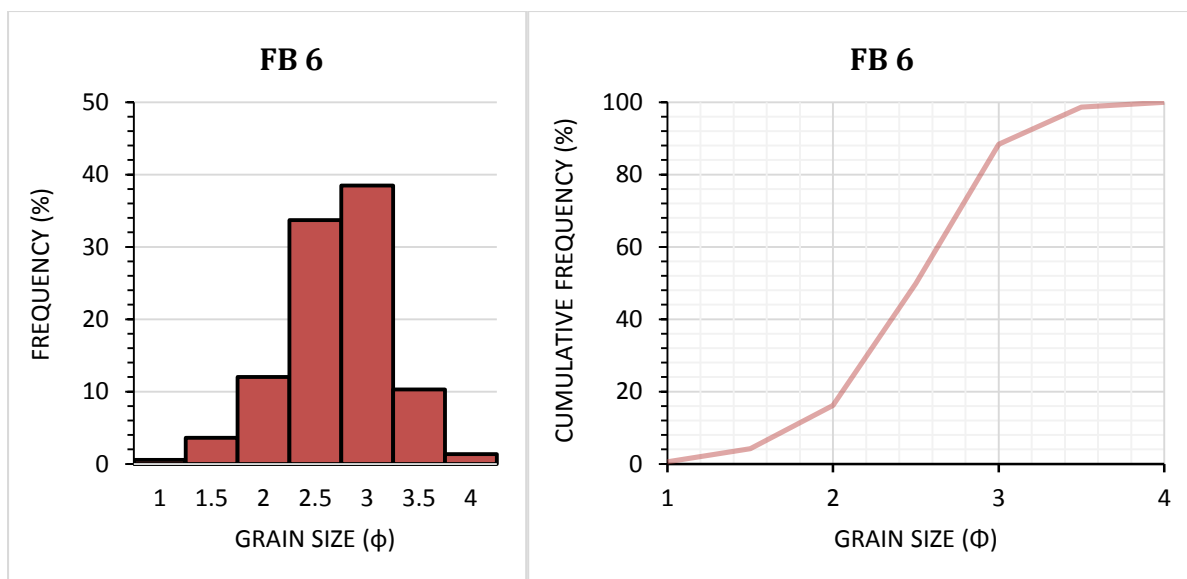 FB 6
50
40
30
20
10
0
FREQUENCY (%)
1 1.5 2 2.5 3 3.5 4
GRAIN SIZE (ϕ)
FB 6
100
80
60
40
20
0
CUMULATIVE FREQUENCY (%)
1 2 3 4
GRAIN SIZE (Φ)